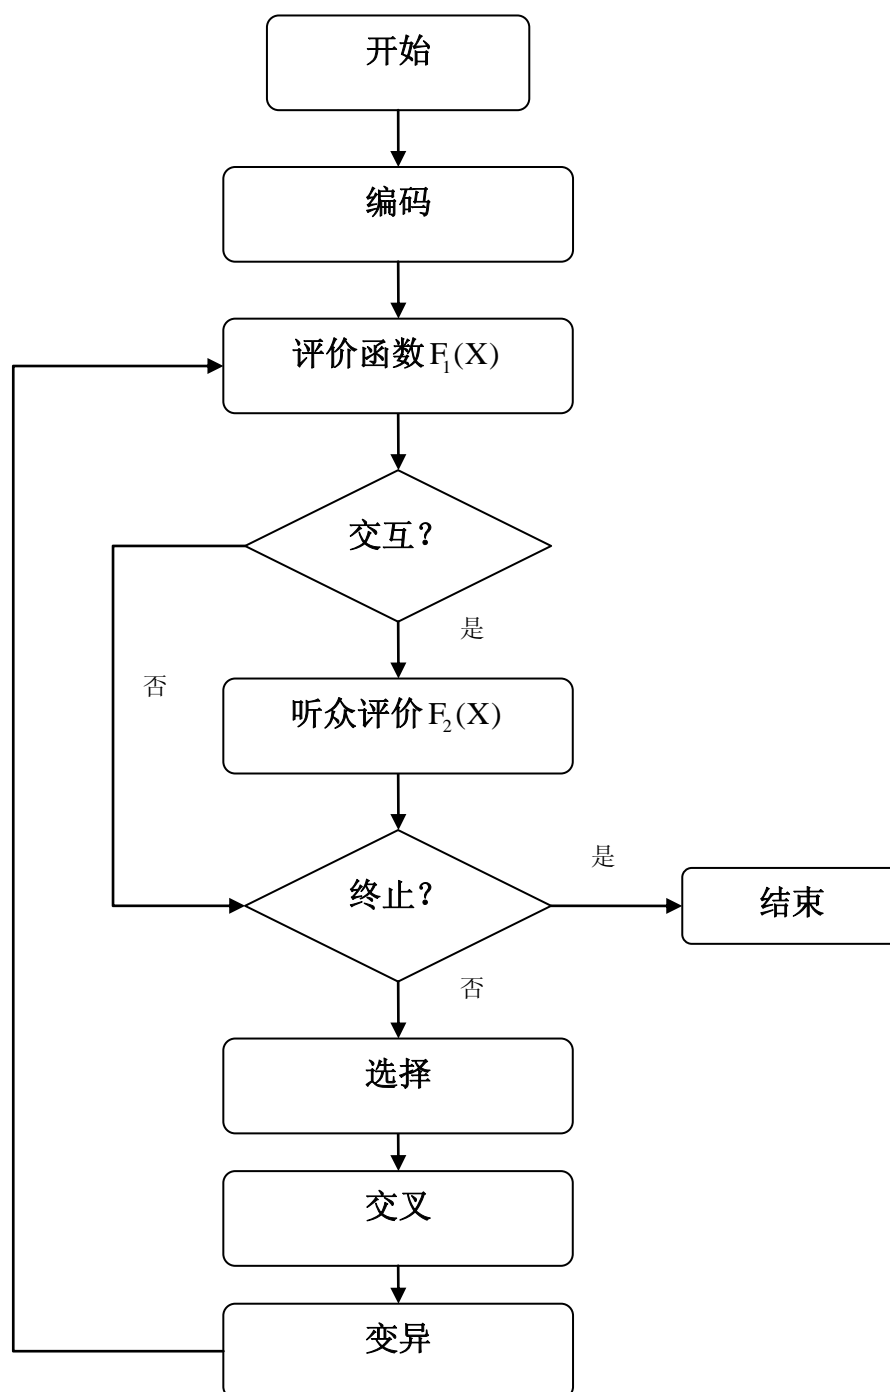 开始
编码
评价函数F₁(X)
交互？
是
否
听众评价F₂(X)
是
终止？
结束
否
选择
交叉
变异